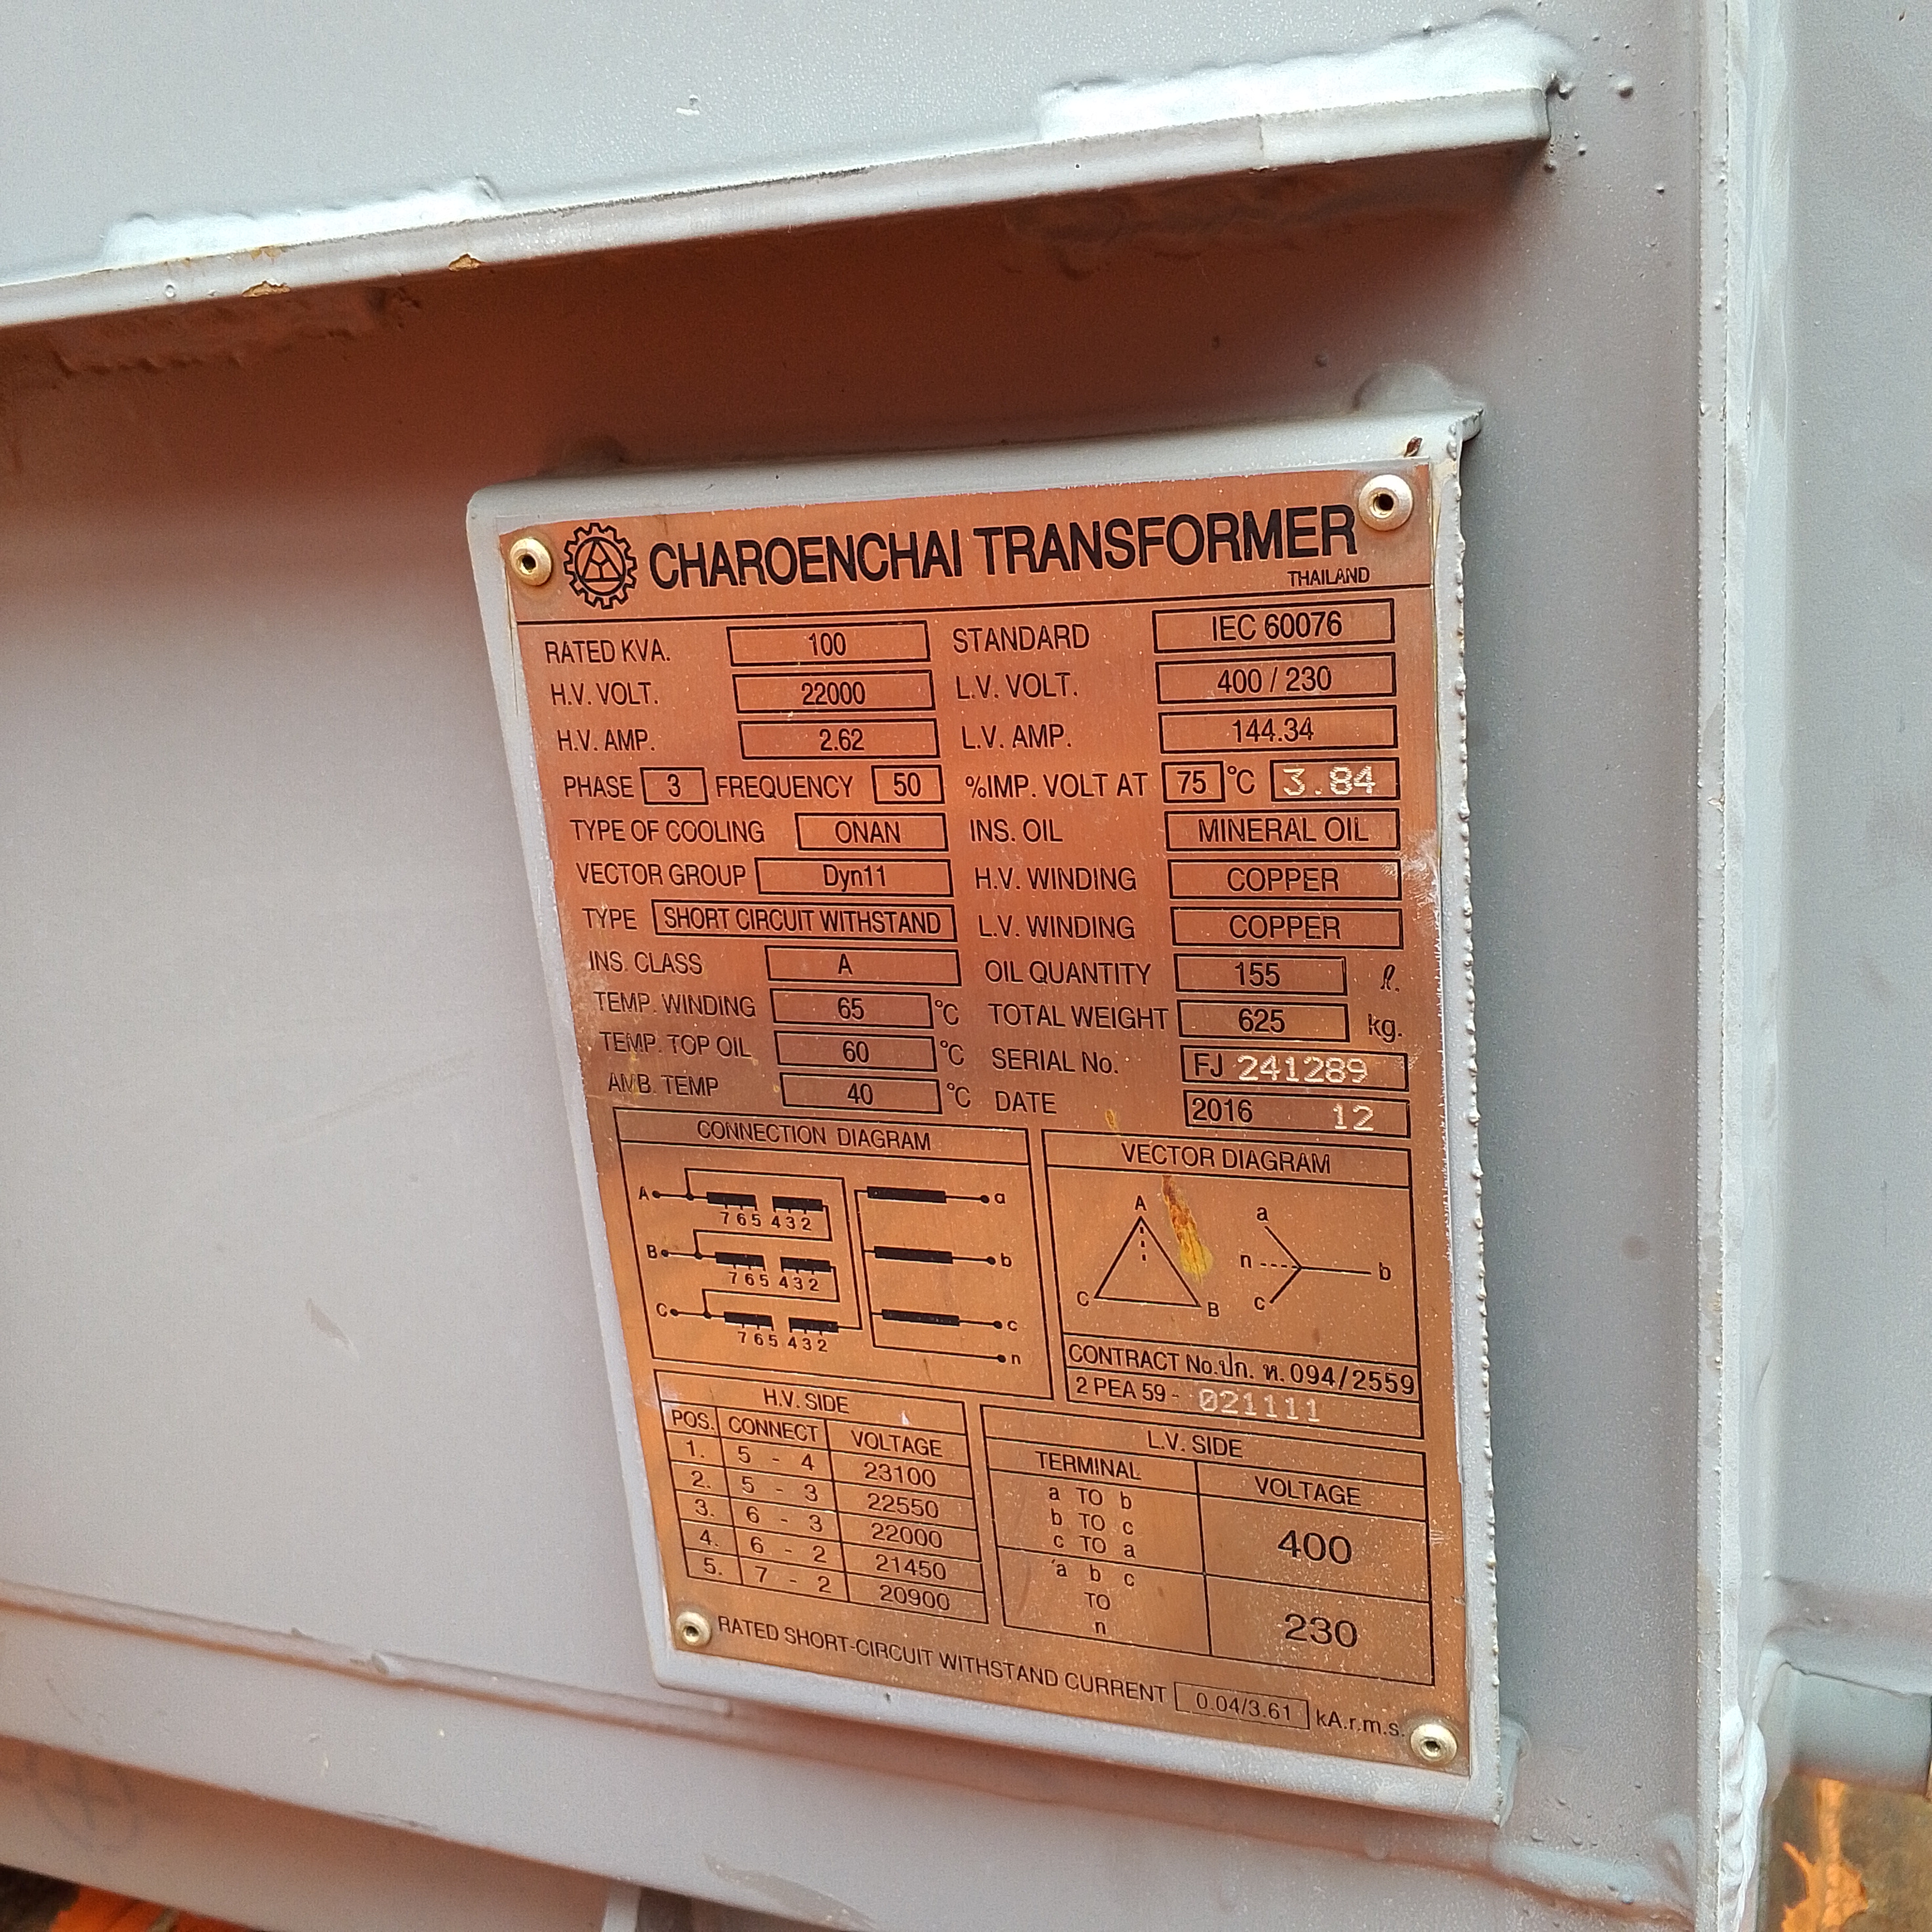 CHAROENCHAI TRANSFORMER
THAILAND
RATED KVA. 100 STANDARD IEC 60076
H.V. VOLT. 22000 L.V. VOLT. 400 / 230
H.V. AMP. 2.62 L.V. AMP. 144.34
PHASE 3 FREQUENCY 50 %IMP. VOLT AT 75 °C 3.84
TYPE OF COOLING ONAN INS. OIL MINERAL OIL
VECTOR GROUP Dyn11 H.V. WINDING COPPER
TYPE SHORT CIRCUIT WITHSTAND L.V. WINDING COPPER
INS. CLASS A OIL QUANTITY 155 ℓ.
TEMP. WINDING 65 °C TOTAL WEIGHT 625 kg.
TEMP. TOP OIL 60 °C SERIAL No. FJ 241289
AMB. TEMP 40 °C DATE 2016 12
CONNECTION DIAGRAM
A 7 6 5 4 3 2 a
B 7 6 5 4 3 2 b
C 7 6 5 4 3 2 c
n
VECTOR DIAGRAM
A a
n b
C B c
CONTRACT No.ปก. ห. 094/2559
2 PEA 59 - 021111
H.V. SIDE
POS. CONNECT VOLTAGE
1. 5 - 4 23100
2. 5 - 3 22550
3. 6 - 3 22000
4. 6 - 2 21450
5. 7 - 2 20900
L.V. SIDE
TERMINAL VOLTAGE
a TO b
b TO c 400
c TO a
a b c
TO 230
n
RATED SHORT-CIRCUIT WITHSTAND CURRENT 0.04/3.61 kA.r.m.s.